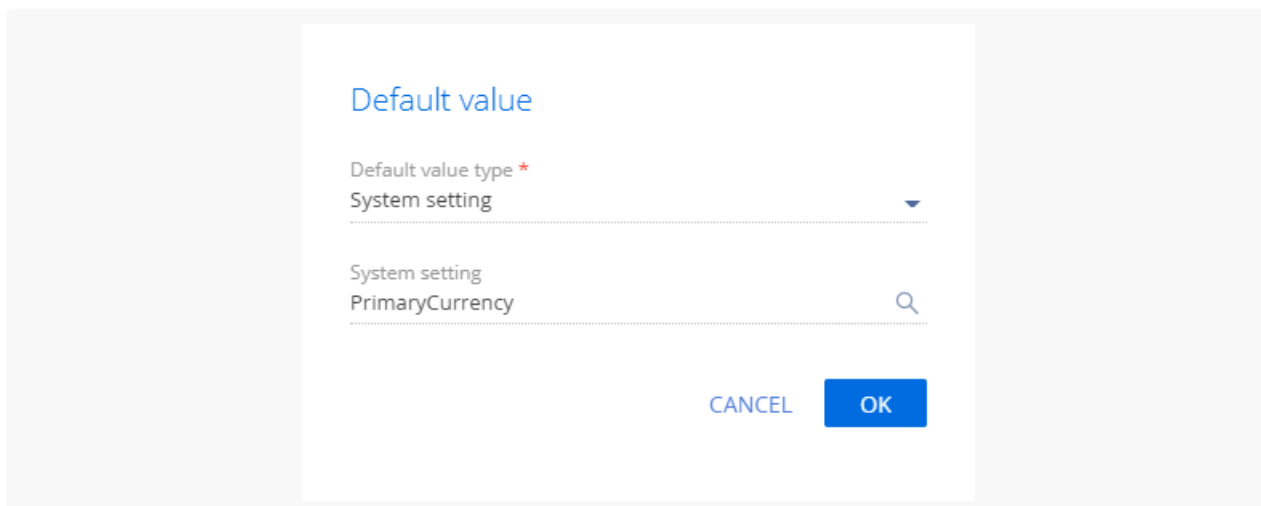 Default value
Default value type *
System setting
System setting
PrimaryCurrency
CANCEL OK